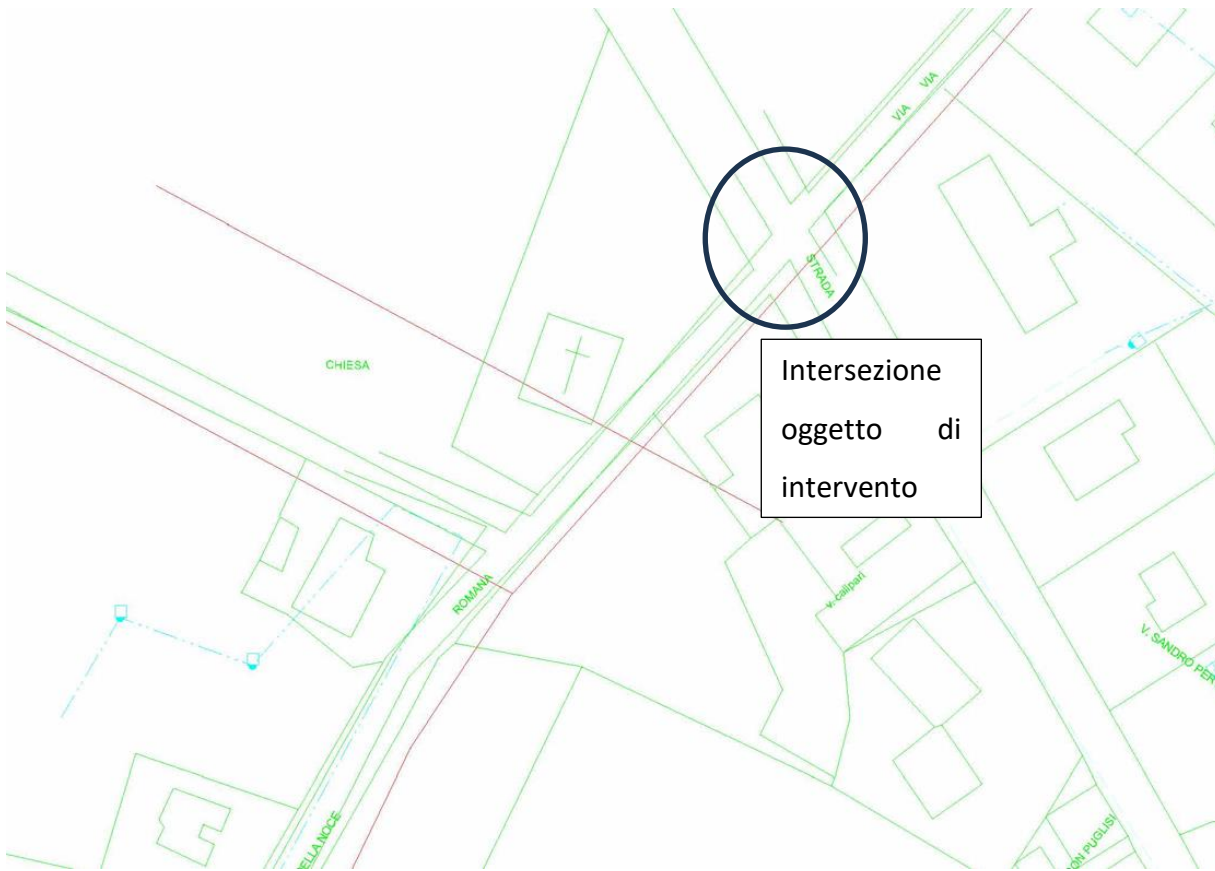 VIA
VIA
STRADA
CHIESA
Intersezione
oggetto di
intervento
ROMANA
v. calipari
V. SANDRO PER
ELLA NOCE
ON PUGLISI